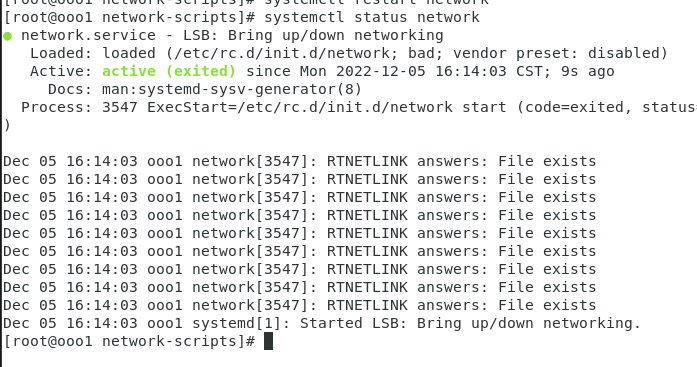 [root@ooo1 network-scripts]# systemctl restart network
[root@ooo1 network-scripts]# systemctl status network
● network.service - LSB: Bring up/down networking
   Loaded: loaded (/etc/rc.d/init.d/network; bad; vendor preset: disabled)
   Active: active (exited) since Mon 2022-12-05 16:14:03 CST; 9s ago
     Docs: man:systemd-sysv-generator(8)
  Process: 3547 ExecStart=/etc/rc.d/init.d/network start (code=exited, status=
)

Dec 05 16:14:03 ooo1 network[3547]: RTNETLINK answers: File exists
Dec 05 16:14:03 ooo1 network[3547]: RTNETLINK answers: File exists
Dec 05 16:14:03 ooo1 network[3547]: RTNETLINK answers: File exists
Dec 05 16:14:03 ooo1 network[3547]: RTNETLINK answers: File exists
Dec 05 16:14:03 ooo1 network[3547]: RTNETLINK answers: File exists
Dec 05 16:14:03 ooo1 network[3547]: RTNETLINK answers: File exists
Dec 05 16:14:03 ooo1 network[3547]: RTNETLINK answers: File exists
Dec 05 16:14:03 ooo1 network[3547]: RTNETLINK answers: File exists
Dec 05 16:14:03 ooo1 network[3547]: RTNETLINK answers: File exists
Dec 05 16:14:03 ooo1 systemd[1]: Started LSB: Bring up/down networking.
[root@ooo1 network-scripts]#